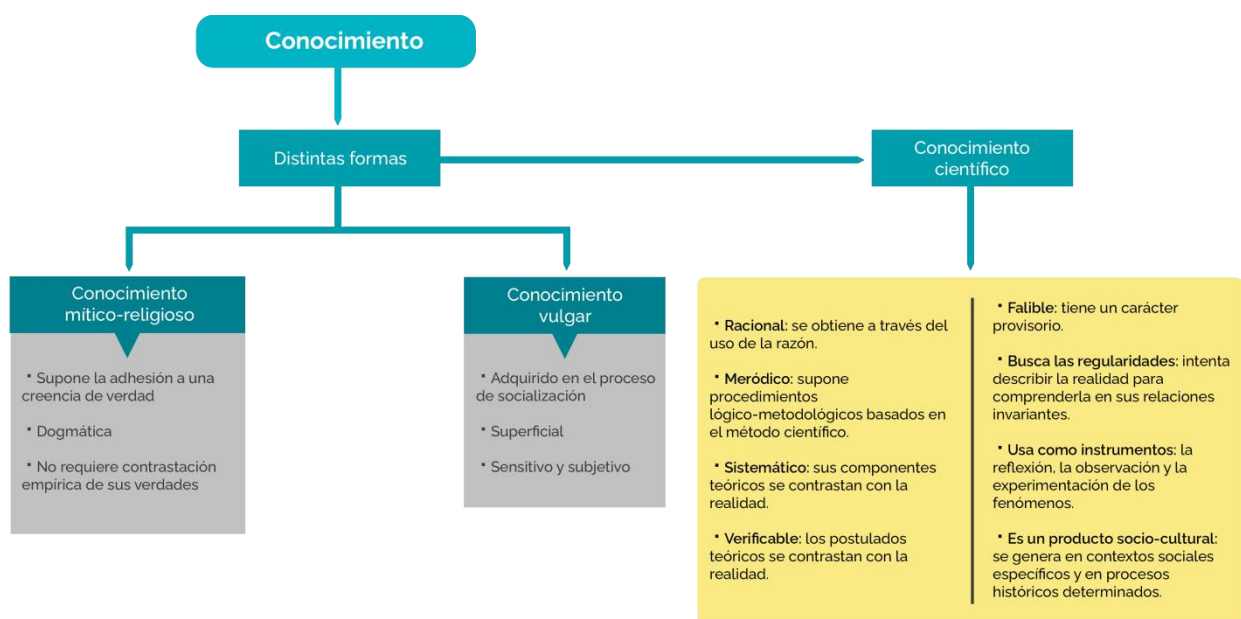 Conocimiento
Distintas formas
Conocimiento
científico
Conocimiento
mítico-religioso
· Supone la adhesión a una
creencia de verdad
· Dogmática
· No requiere contrastación
empírica de sus verdades
Conocimiento
vulgar
· Adquirido en el proceso
de socialización
· Superficial
· Sensitivo y subjetivo
· Racional: se obtiene a través del
uso de la razón.
· Meródico: supone
procedimientos
lógico-metodológicos basados en
el método científico.
· Sistemático: sus componentes
teóricos se contrastan con la
realidad.
· Verificable: los postulados
teóricos se contrastan con la
realidad.
· Falible: tiene un carácter
provisorio.
· Busca las regularidades: intenta
describir la realidad para
comprenderla en sus relaciones
invariantes.
· Usa como instrumentos: la
reflexión, la observación y la
experimentación de los
fenómenos.
· Es un producto socio-cultural:
se genera en contextos sociales
específicos y en procesos
históricos determinados.